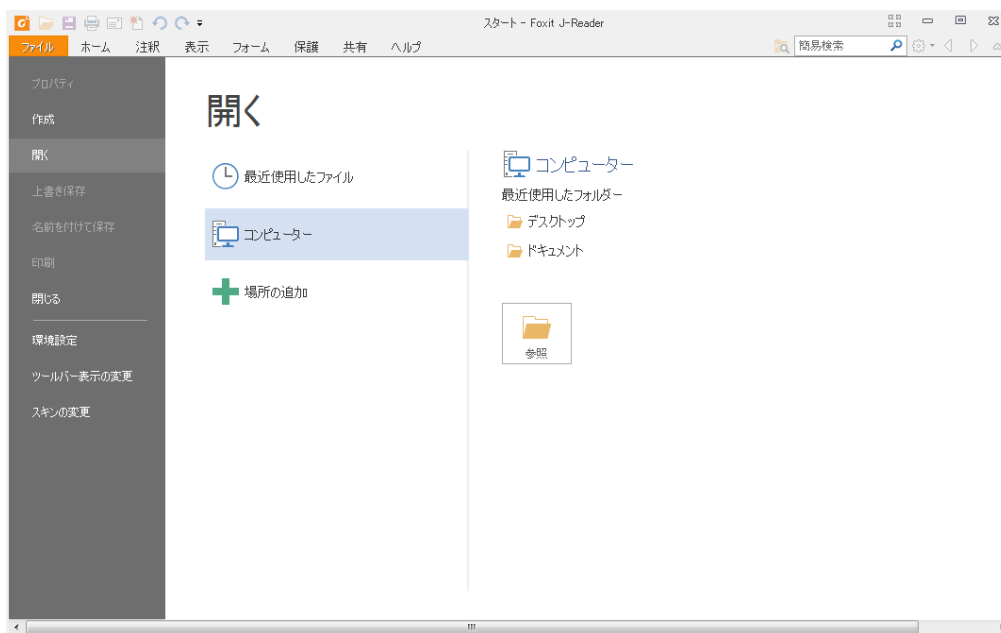 スタート - Foxit J-Reader
ファイル ホーム 注釈 表示 フォーム 保護 共有 ヘルプ 簡易検索
プロパティ
作成
開く
上書き保存
名前を付けて保存
印刷
閉じる
環境設定
ツールバー表示の変更
スキンの変更
開く
最近使用したファイル
コンピューター
場所の追加
コンピューター
最近使用したフォルダー
デスクトップ
ドキュメント
参照